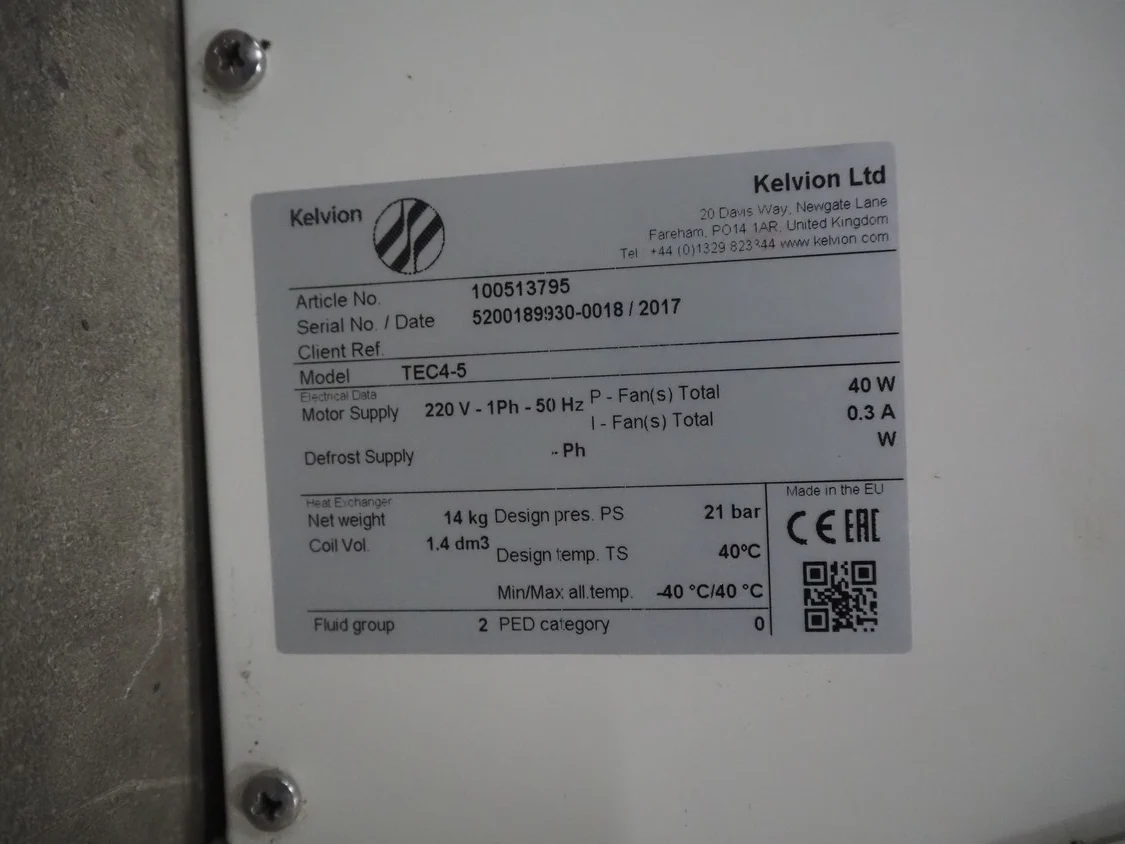 Kelvion
Kelvion Ltd
20 Davis Way, Newgate Lane
Fareham, PO14 1AR, United Kingdom
Tel +44 (0)1329 823344 www kelvion com
Article No. 100513795
Serial No. / Date 5200189930-0018 / 2017
Client Ref.
Model TEC4-5
Electrical Data
Motor Supply 220 V - 1Ph - 50 Hz P - Fan(s) Total 40 W
I - Fan(s) Total 0.3 A
W
Defrost Supply - Ph
Made in the EU
Heat Exchanger
Net weight 14 kg Design pres. PS 21 bar
CE EAC
Coil Vol. 1.4 dm3 Design temp. TS 40°C
Min/Max all.temp. -40 °C/40 °C
Fluid group 2 PED category 0